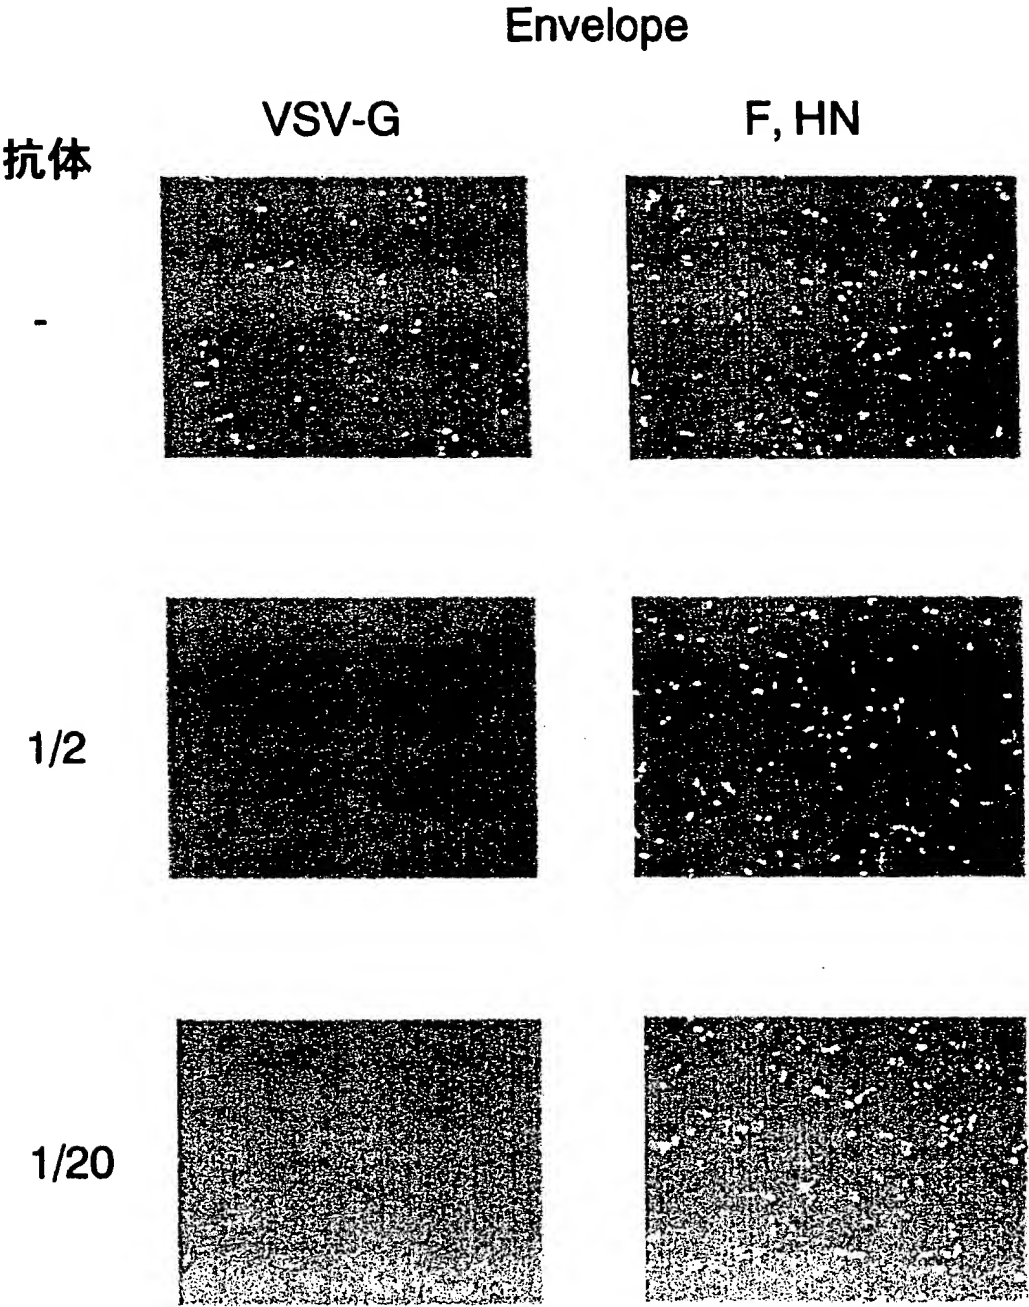 Envelope
VSV-G
F, HN
抗体
-
1/2
1/20